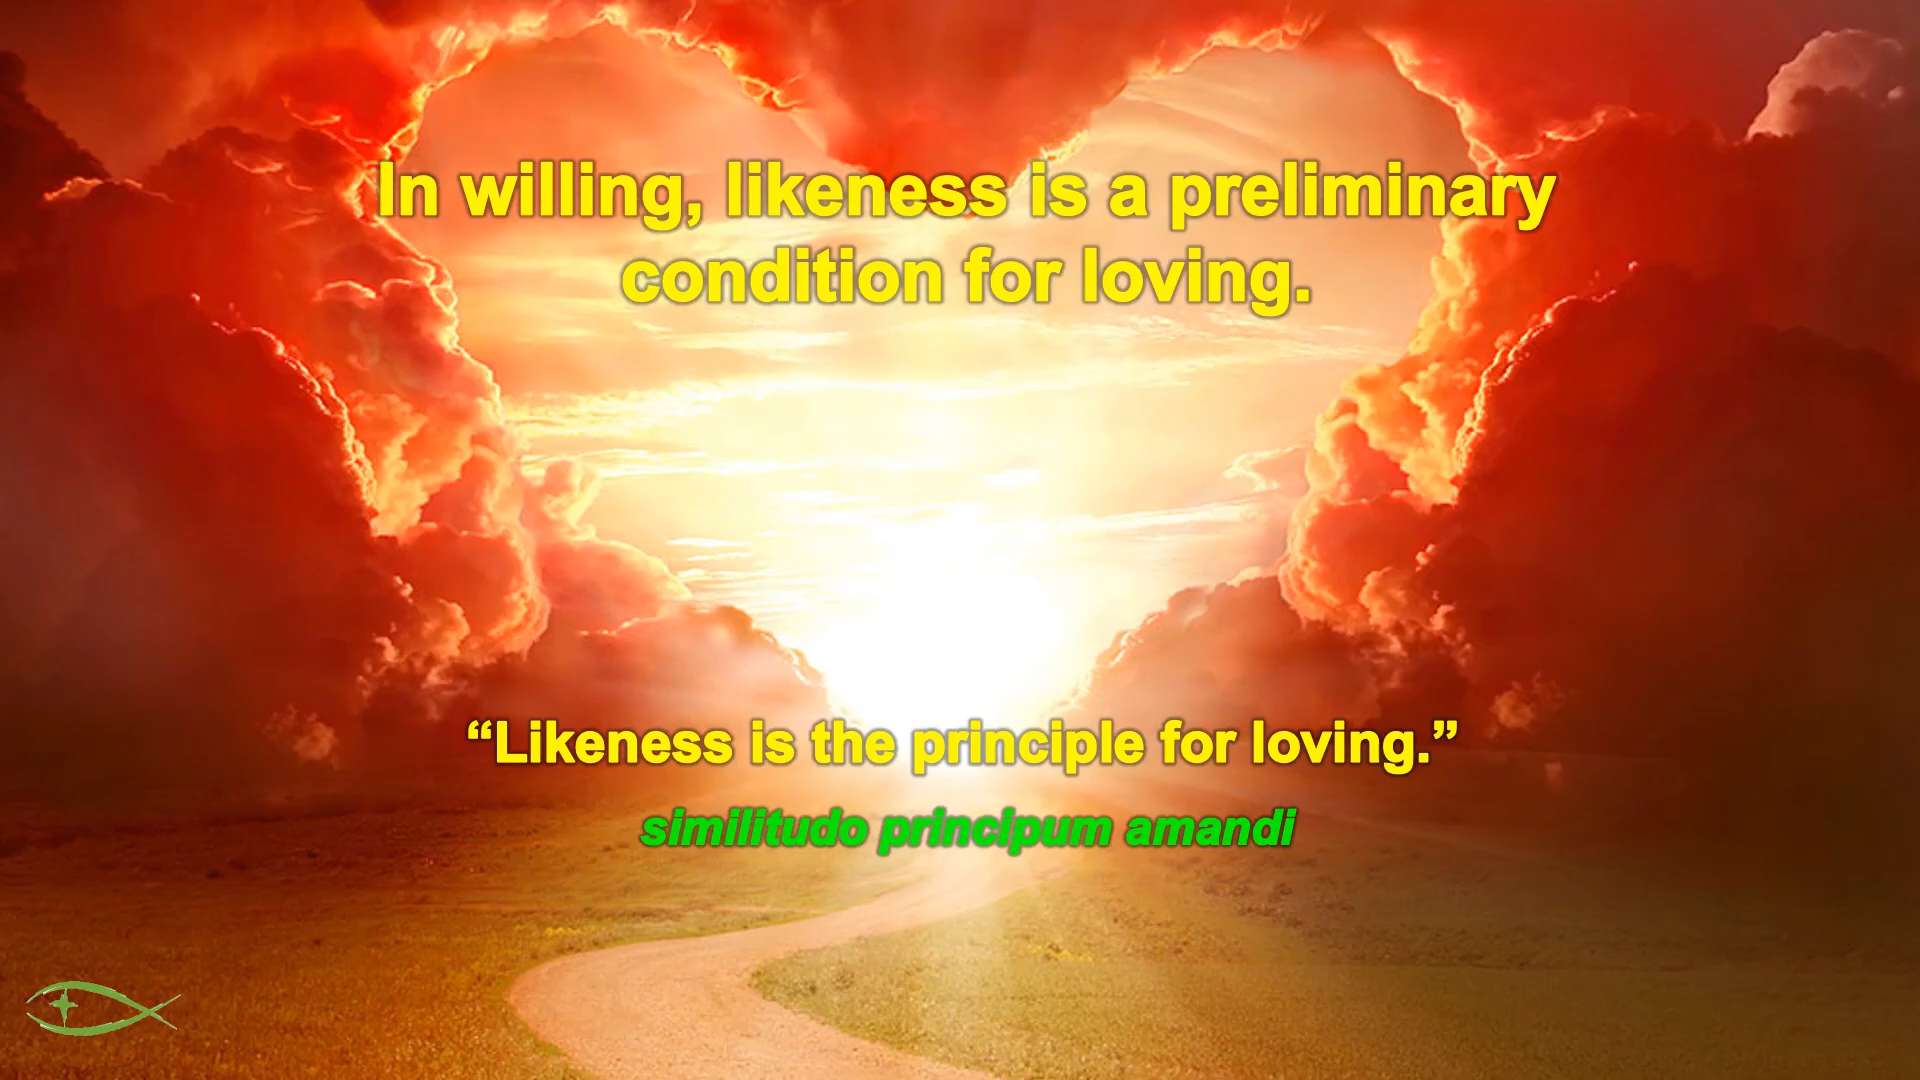 In willing, likeness is a preliminary
condition for loving.
“Likeness is the principle for loving.”
similitudo principum amandi